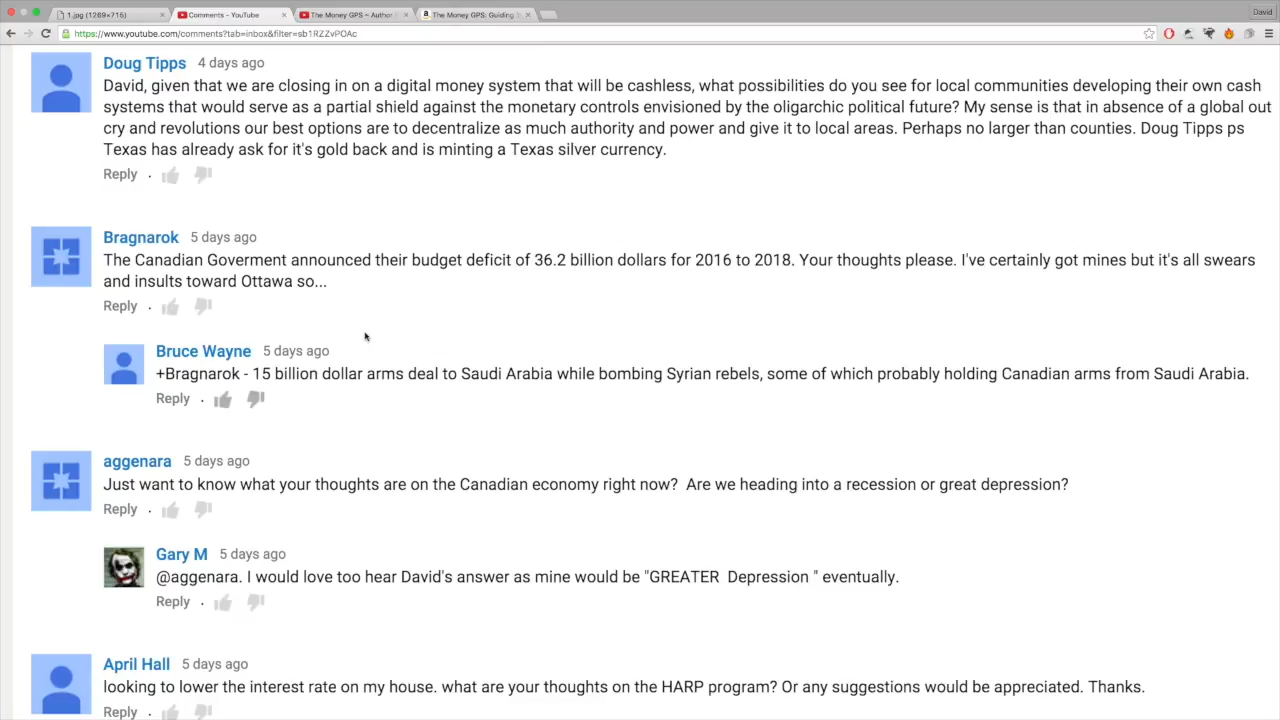 1.jpg (1269×715)
Comments - YouTube
The Money GPS ~ Author
The Money GPS: Guiding
David
https://www.youtube.com/comments?tab=inbox&filter=sb1RZZvPOAc
Doug Tipps 4 days ago
David, given that we are closing in on a digital money system that will be cashless, what possibilities do you see for local communities developing their own cash
systems that would serve as a partial shield against the monetary controls envisioned by the oligarchic political future? My sense is that in absence of a global out
cry and revolutions our best options are to decentralize as much authority and power and give it to local areas. Perhaps no larger than counties. Doug Tipps ps
Texas has already ask for it's gold back and is minting a Texas silver currency.
Reply
Bragnarok 5 days ago
The Canadian Goverment announced their budget deficit of 36.2 billion dollars for 2016 to 2018. Your thoughts please. I've certainly got mines but it's all swears
and insults toward Ottawa so...
Reply
Bruce Wayne 5 days ago
+Bragnarok - 15 billion dollar arms deal to Saudi Arabia while bombing Syrian rebels, some of which probably holding Canadian arms from Saudi Arabia.
Reply
aggenara 5 days ago
Just want to know what your thoughts are on the Canadian economy right now? Are we heading into a recession or great depression?
Reply
Gary M 5 days ago
@aggenara. I would love too hear David's answer as mine would be "GREATER Depression " eventually.
Reply
April Hall 5 days ago
looking to lower the interest rate on my house. what are your thoughts on the HARP program? Or any suggestions would be appreciated. Thanks.
Reply